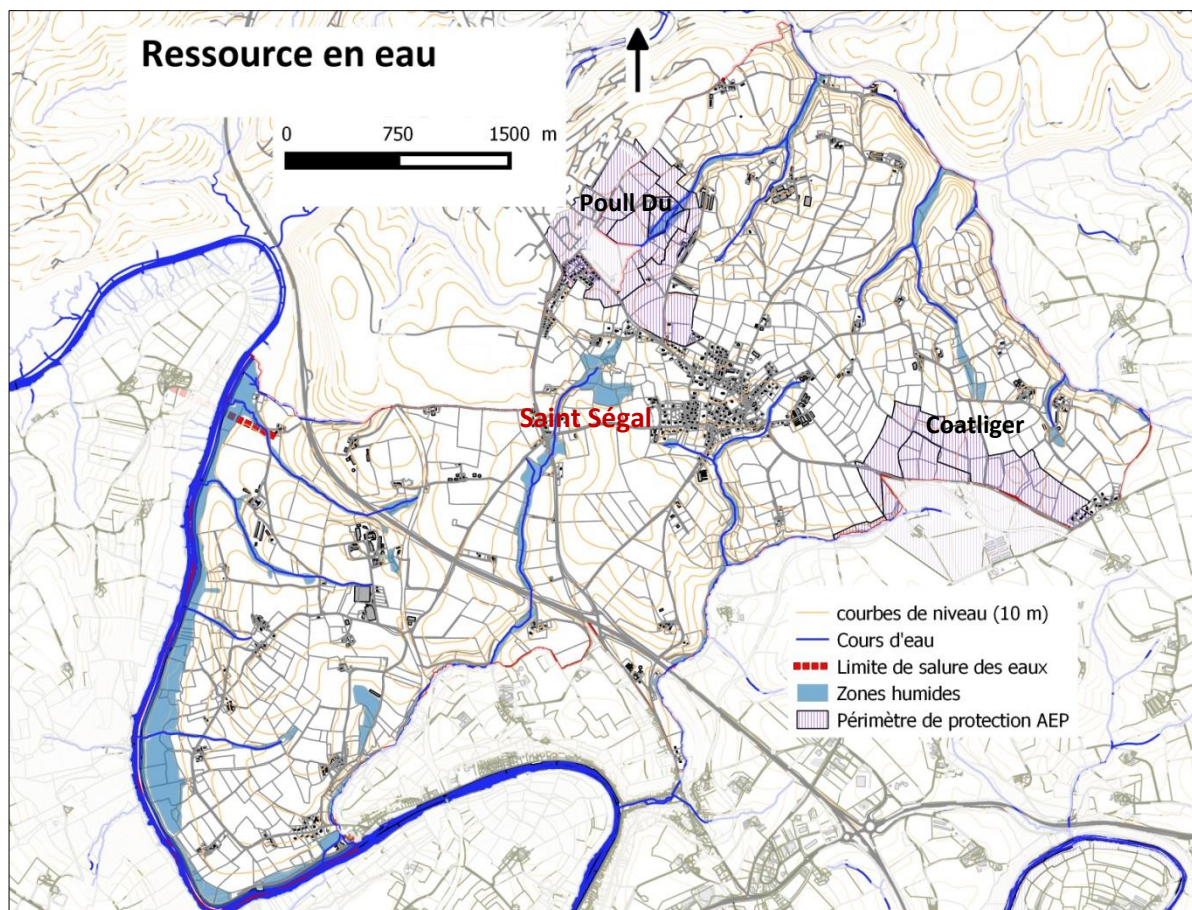 Ressource en eau
0 750 1500 m
Poull Du
Saint Ségal
Coatliger
courbes de niveau (10 m)
Cours d'eau
Limite de salure des eaux
Zones humides
Périmètre de protection AEP